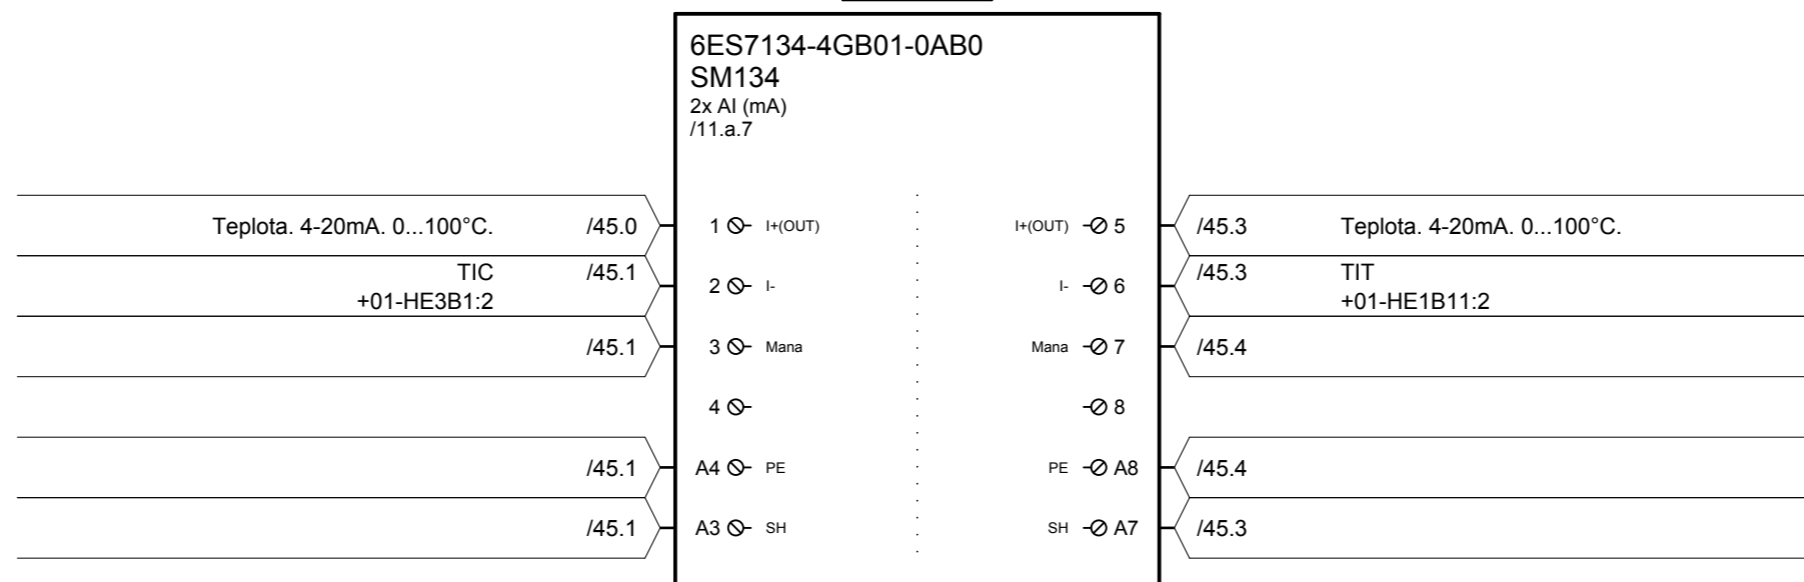 6ES7134-4GB01-0AB0
SM134
2x AI (mA)
/11.a.7
Teplota. 4-20mA. 0...100°C. /45.0 1 I+(OUT) I+(OUT) 5 /45.3 Teplota. 4-20mA. 0...100°C.
TIC /45.1 2 I- I- 6 /45.3 TIT
+01-HE3B1:2 +01-HE1B11:2
/45.1 3 Mana Mana 7 /45.4
4 8
/45.1 A4 PE PE A8 /45.4
/45.1 A3 SH SH A7 /45.3